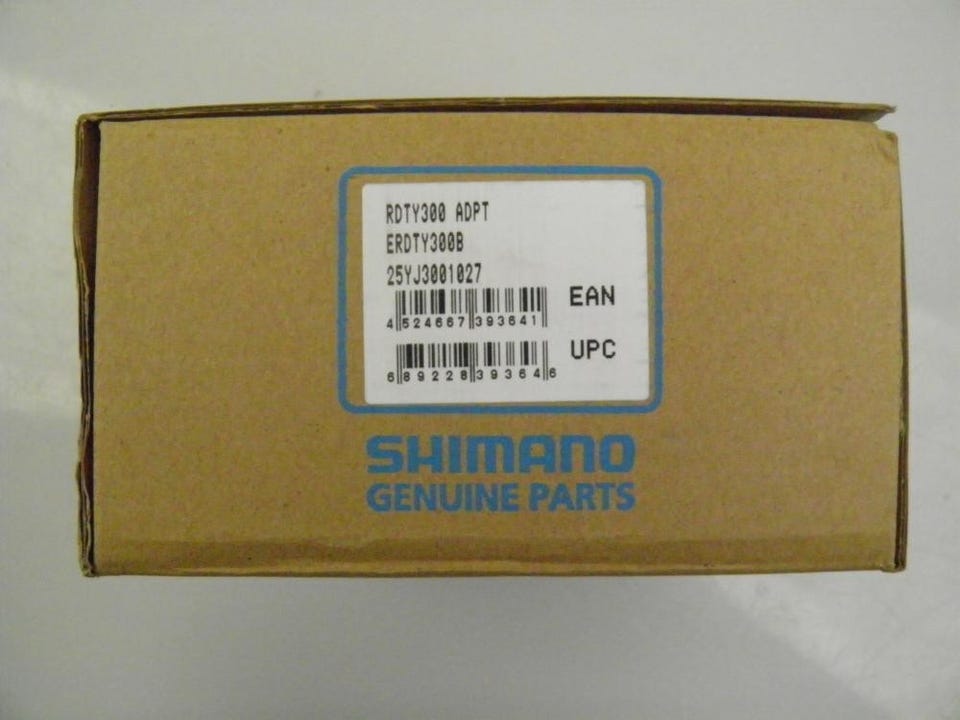 RDTY300 ADPT
ERDTY300B
25YJ3001027
4 524667 393641 EAN
6 89228 39364 6 UPC
SHIMANO
GENUINE PARTS